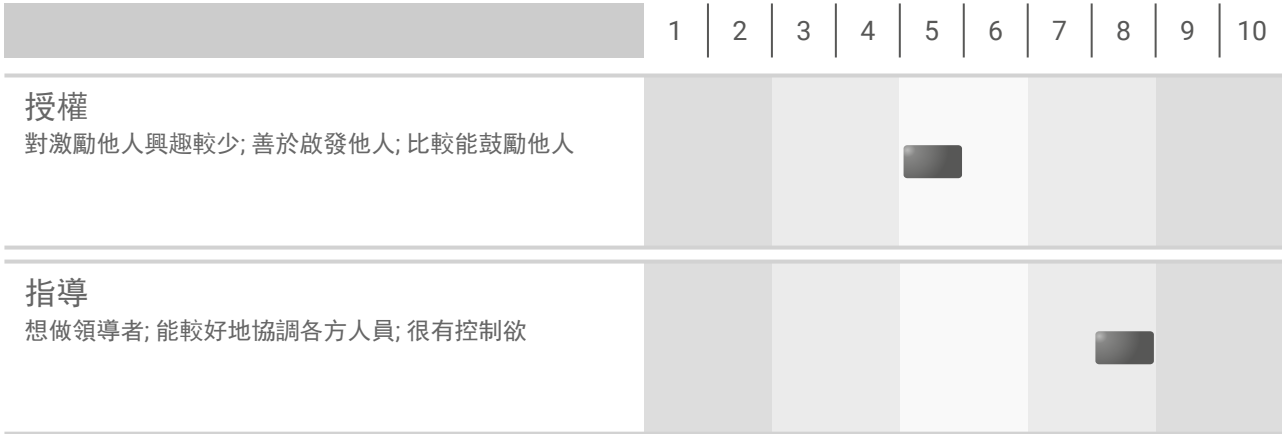 1 2 3 4 5 6 7 8 9 10
授權
對激勵他人興趣較少; 善於啟發他人; 比較能鼓勵他人
指導
想做領導者; 能較好地協調各方人員; 很有控制欲